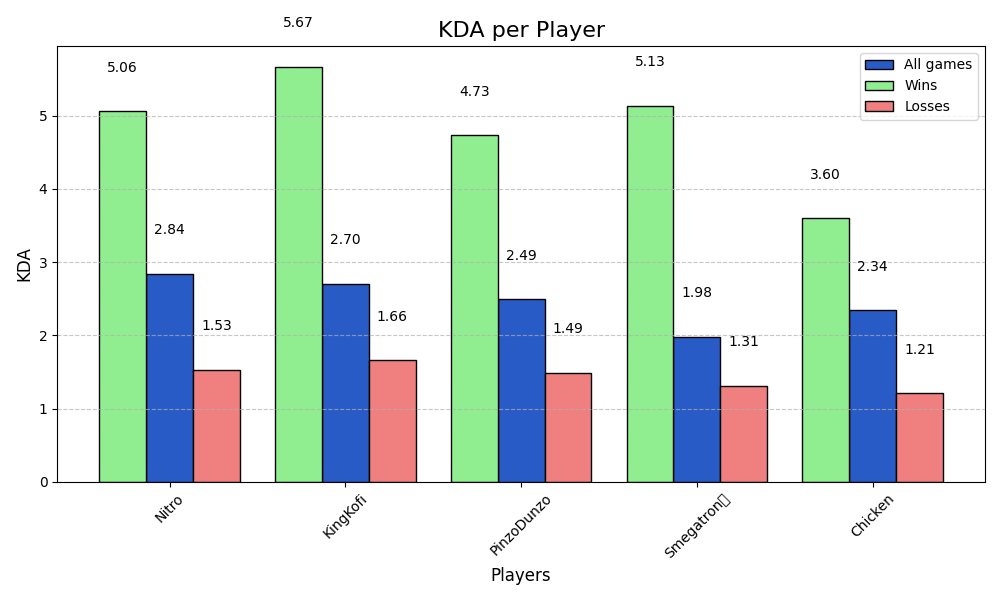 5.67
KDA per Player
5.06
4.73
5.13
3.60
2.84
2.70
2.49
1.98
2.34
1.53
1.66
1.49
1.31
1.21
All games
Wins
Losses
KDA
5
4
3
2
1
0
Nitro
KingKofi
PinzoDunzo
Smegatron
Chicken
Players